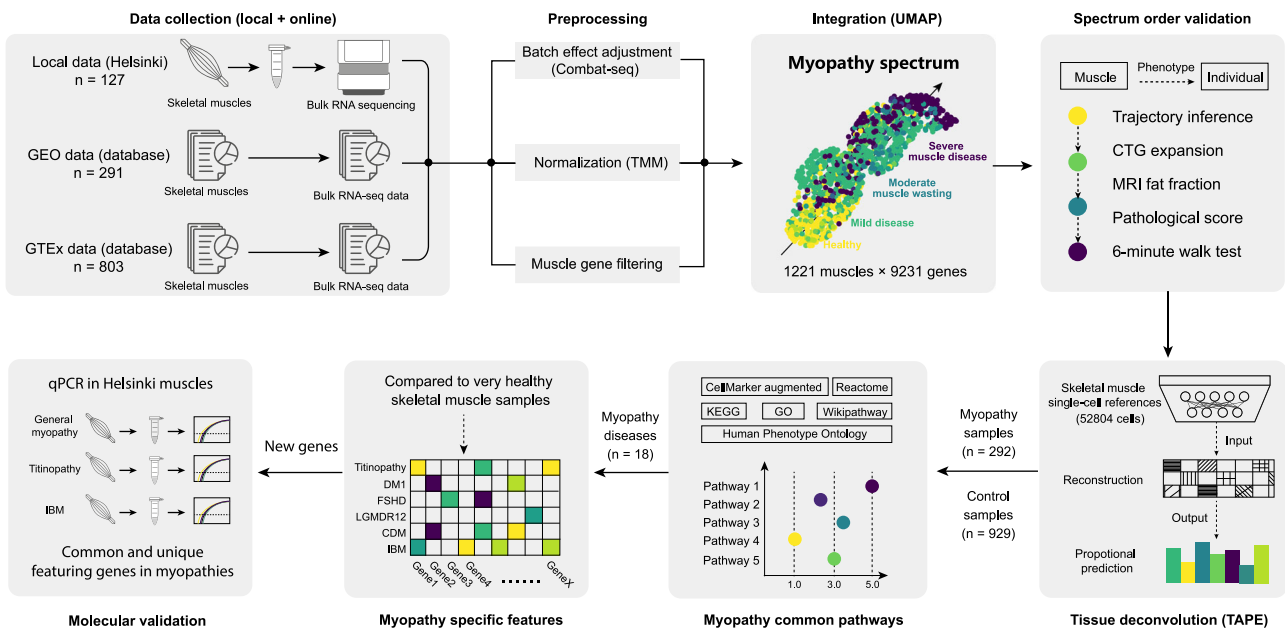 Data collection (local + online)
Local data (Helsinki)
n = 127
Skeletal muscles
Bulk RNA sequencing
GEO data (database)
n = 291
Skeletal muscles
Bulk RNA-seq data
GTEx data (database)
n = 803
Skeletal muscles
Bulk RNA-seq data
Preprocessing
Batch effect adjustment
(Combat-seq)
Normalization (TMM)
Muscle gene filtering
Integration (UMAP)
Myopathy spectrum
Severe
muscle disease
Moderate
muscle wasting
Mild disease
Healthy
1221 muscles × 9231 genes
Spectrum order validation
Muscle
Phenotype
Individual
Trajectory inference
CTG expansion
MRI fat fraction
Pathological score
6-minute walk test
Skeletal muscle
single-cell references
(52804 cells)
Input
Reconstruction
Output
Propotional
prediction
Tissue deconvolution (TAPE)
Myopathy
samples
(n = 292)
Control
samples
(n = 929)
CellMarker augmented
Reactome
KEGG
GO
Wikipathway
Human Phenotype Ontology
Pathway 1
Pathway 2
Pathway 3
Pathway 4
Pathway 5
1.0
3.0
5.0
Myopathy common pathways
Myopathy
diseases
(n = 18)
Compared to very healthy
skeletal muscle samples
Titinopathy
DM1
FSHD
LGMDR12
CDM
IBM
Gene1
Gene2
Gene3
Gene4
......
GeneX
Myopathy specific features
New genes
qPCR in Helsinki muscles
General
myopathy
Titinopathy
IBM
Common and unique
featuring genes in myopathies
Molecular validation